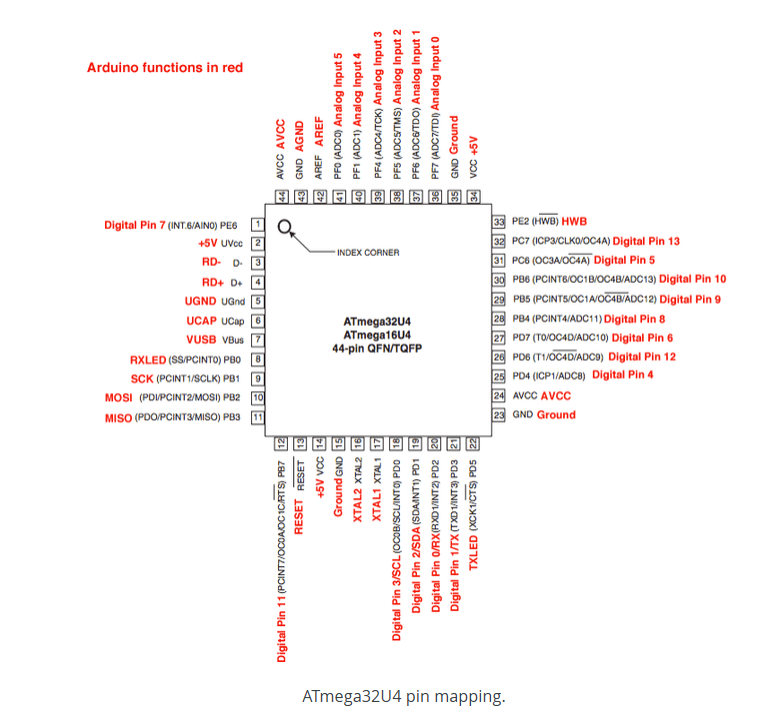 Arduino functions in red
AVCC AVCC
GND AGND
AREF AREF
PF0 (ADC0) Analog Input 5
PF1 (ADC1) Analog Input 4
PF4 (ADC4/TCK) Analog Input 3
PF5 (ADC5/TMS) Analog Input 2
PF6 (ADC6/TDO) Analog Input 1
PF7 (ADC7/TDI) Analog Input 0
GND Ground
VCC +5V
44 43 42 41 40 39 38 37 36 35 34
Digital Pin 7 (INT.6/AIN0) PE6 1
+5V UVcc 2
RD- D- 3
RD+ D+ 4
UGND UGnd 5
UCAP UCap 6
VUSB VBus 7
RXLED (SS/PCINT0) PB0 8
SCK (PCINT1/SCLK) PB1 9
MOSI (PDI/PCINT2/MOSI) PB2 10
MISO (PDO/PCINT3/MISO) PB3 11
INDEX CORNER
ATmega32U4
ATmega16U4
44-pin QFN/TQFP
33 PE2 (HWB) HWB
32 PC7 (ICP3/CLK0/OC4A) Digital Pin 13
31 PC6 (OC3A/OC4A) Digital Pin 5
30 PB6 (PCINT6/OC1B/OC4B/ADC13) Digital Pin 10
29 PB5 (PCINT5/OC1A/OC4B/ADC12) Digital Pin 9
28 PB4 (PCINT4/ADC11) Digital Pin 8
27 PD7 (T0/OC4D/ADC10) Digital Pin 6
26 PD6 (T1/OC4D/ADC9) Digital Pin 12
25 PD4 (ICP1/ADC8) Digital Pin 4
24 AVCC AVCC
23 GND Ground
12 13 14 15 16 17 18 19 20 21 22
Digital Pin 11 (PCINT7/OC0A/OC1C/RTS) PB7
RESET RESET
+5V VCC
Ground GND
XTAL2 XTAL2
XTAL1 XTAL1
Digital Pin 3/SCL (OC0B/SCL/INT0) PD0
Digital Pin 2/SDA (SDA/INT1) PD1
Digital Pin 0/RX(RXD1/INT2) PD2
Digital Pin 1/TX (TXD1/INT3) PD3
TXLED (XCK1/CTS) PD5
ATmega32U4 pin mapping.